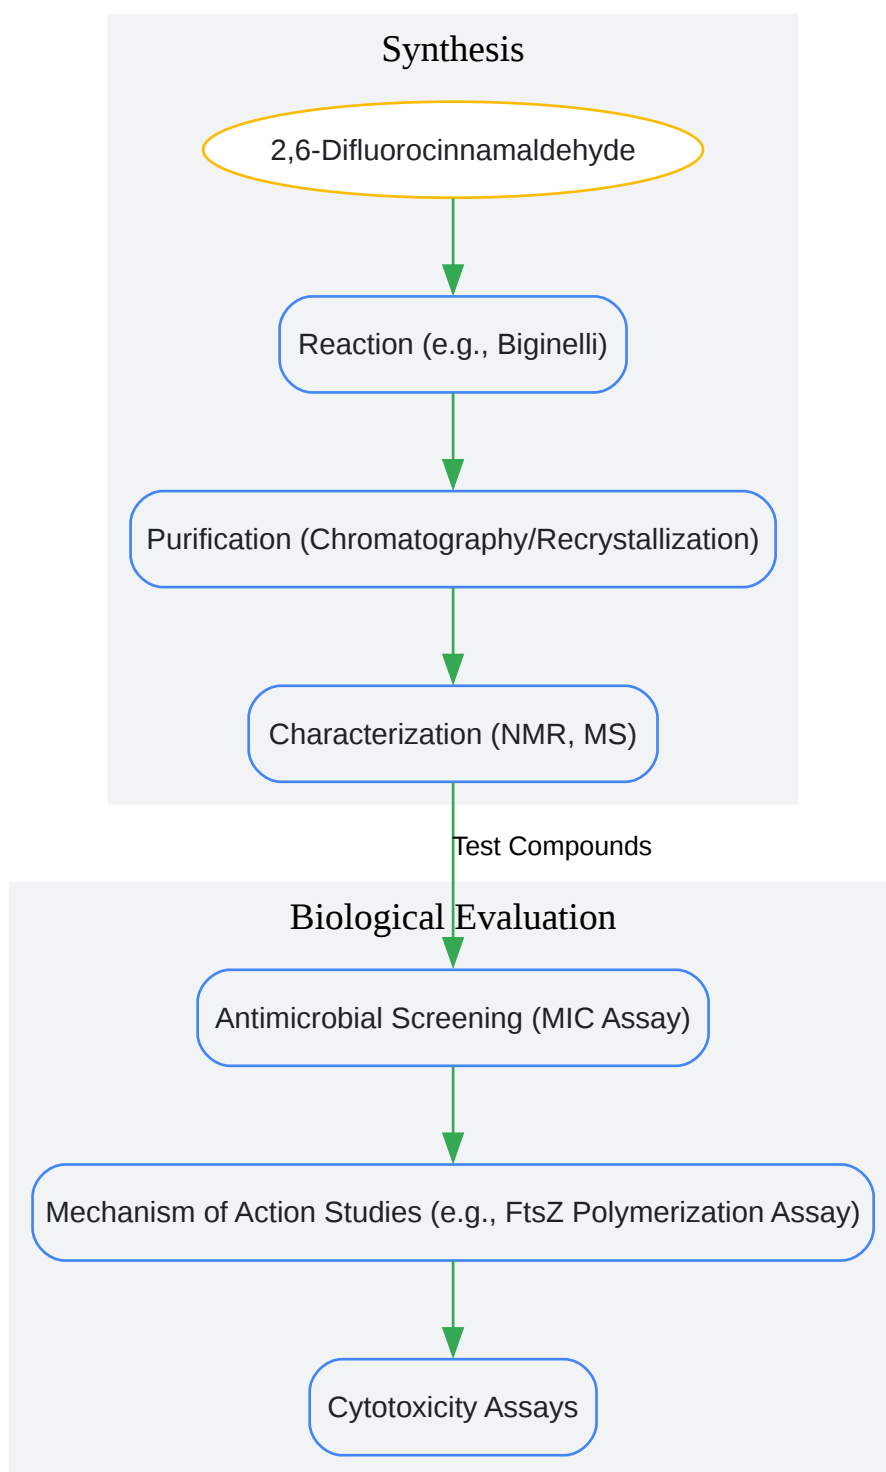 Synthesis
2,6-Difluorocinnamaldehyde
Reaction (e.g., Biginelli)
Purification (Chromatography/Recrystallization)
Characterization (NMR, MS)
Test Compounds
Biological Evaluation
Antimicrobial Screening (MIC Assay)
Mechanism of Action Studies (e.g., FtsZ Polymerization Assay)
Cytotoxicity Assays